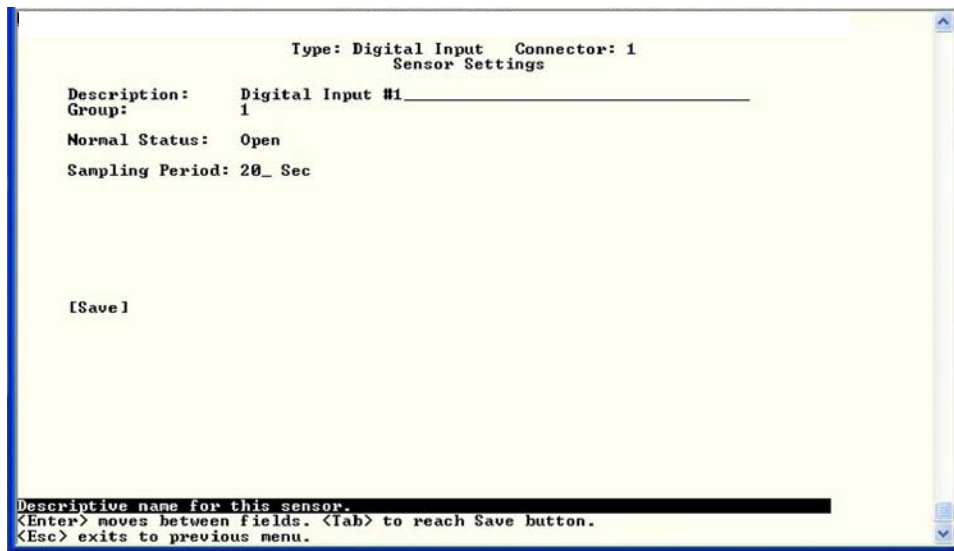 Type: Digital Input Connector: 1
Sensor Settings
Description: Digital Input #1
Group: 1
Normal Status: Open
Sampling Period: 20_ Sec
[Save]
Descriptive name for this sensor.
<Enter> moves between fields. <Tab> to reach Save button.
<Esc> exits to previous menu.